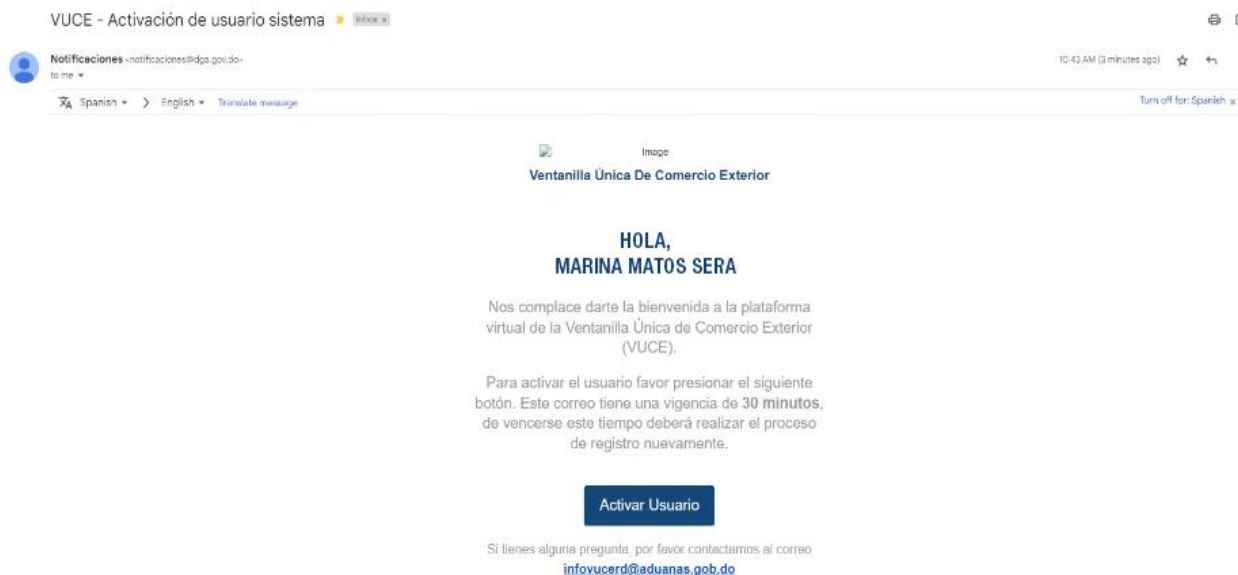 VUCE - Activación de usuario sistema
Inbox x
Notificaciones <notificaciones@dga.gov.do>
10:43 AM (3 minutes ago)
to me
Spanish > English Translate message
Turn off for: Spanish x
Image
Ventanilla Única De Comercio Exterior
HOLA,
MARINA MATOS SERA
Nos complace darte la bienvenida a la plataforma
virtual de la Ventanilla Única de Comercio Exterior
(VUCE).
Para activar el usuario favor presionar el siguiente
botón. Este correo tiene una vigencia de 30 minutos,
de vencerse este tiempo deberá realizar el proceso
de registro nuevamente.
Activar Usuario
Si tienes alguna pregunta, por favor contactarnos al correo
infovucerd@aduanas.gob.do